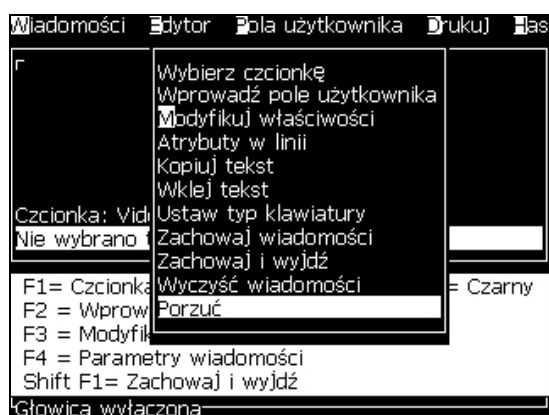 Wiadomości Edytor Pola użytkownika Drukuj Has
Wybierz czcionkę
Wprowadź pole użytkownika
Modyfikuj właściwości
Atrybuty w linii
Kopiuj tekst
Wklej tekst
Ustaw typ klawiatury
Zachowaj wiadomości
Zachowaj i wyjdź
Wyczyść wiadomości
Porzuć
Czcionka: Vid
Nie wybrano
F1= Czcionka = Czarny
F2 = Wprow
F3 = Modyfik
F4 = Parametry wiadomości
Shift F1= Zachowaj i wyjdź
Głowica wyłączona